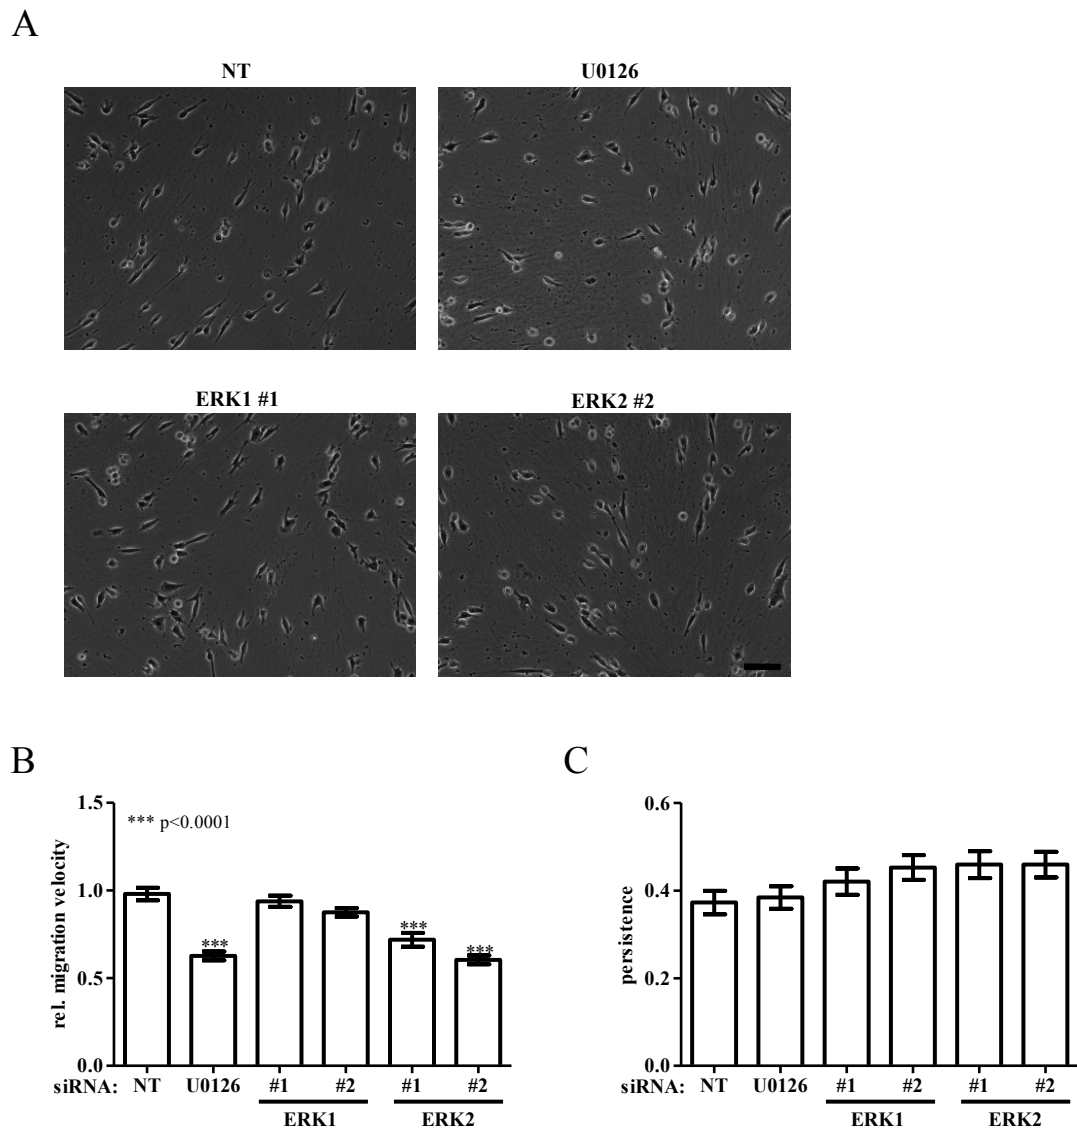 A
NT
U0126
ERK1 #1
ERK2 #2
B
C
1.5
1.0
0.5
0.0
rel. migration velocity
*** p<0.0001
***
***
***
siRNA: NT U0126 #1 #2 #1 #2
ERK1 ERK2
0.6
0.4
0.2
0.0
persistence
siRNA: NT U0126 #1 #2 #1 #2
ERK1 ERK2